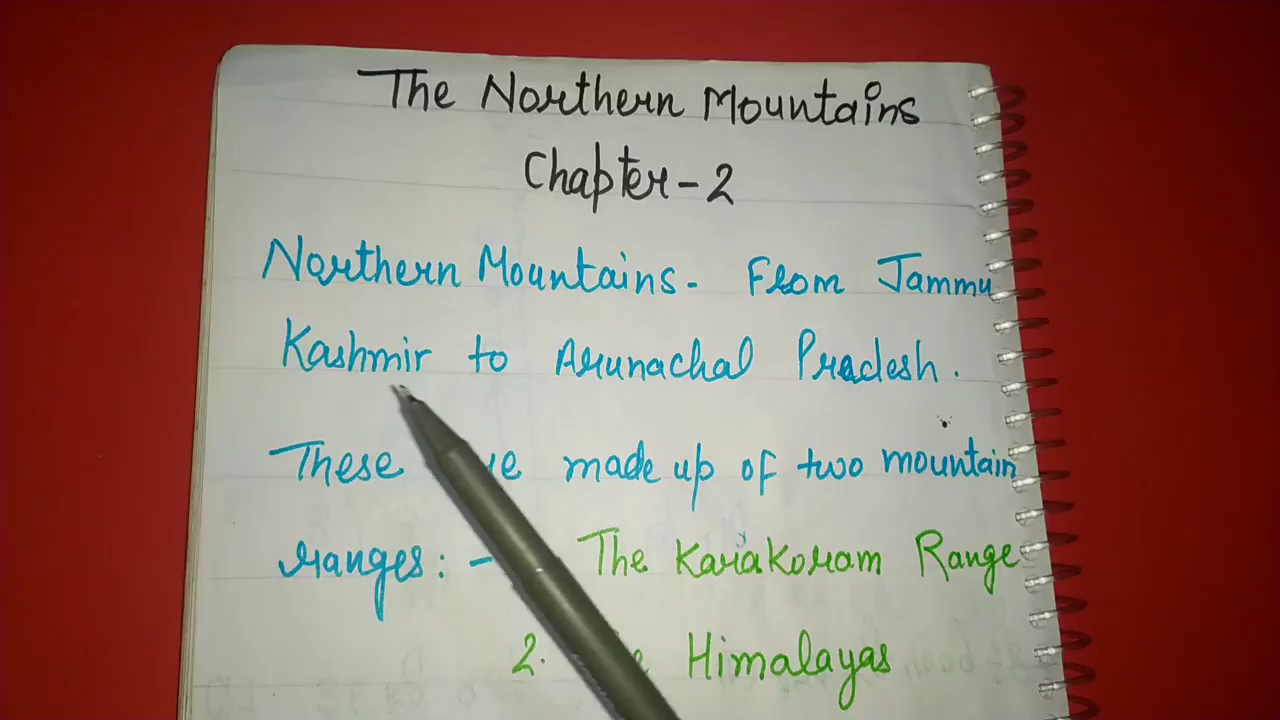 The Northern Mountains
Chapter-2
Northern Mountains- From Jammu
Kashmir to Arunachal Pradesh.
These made up of two mountain
ranges:- The Karakoram Range
2. Himalayas